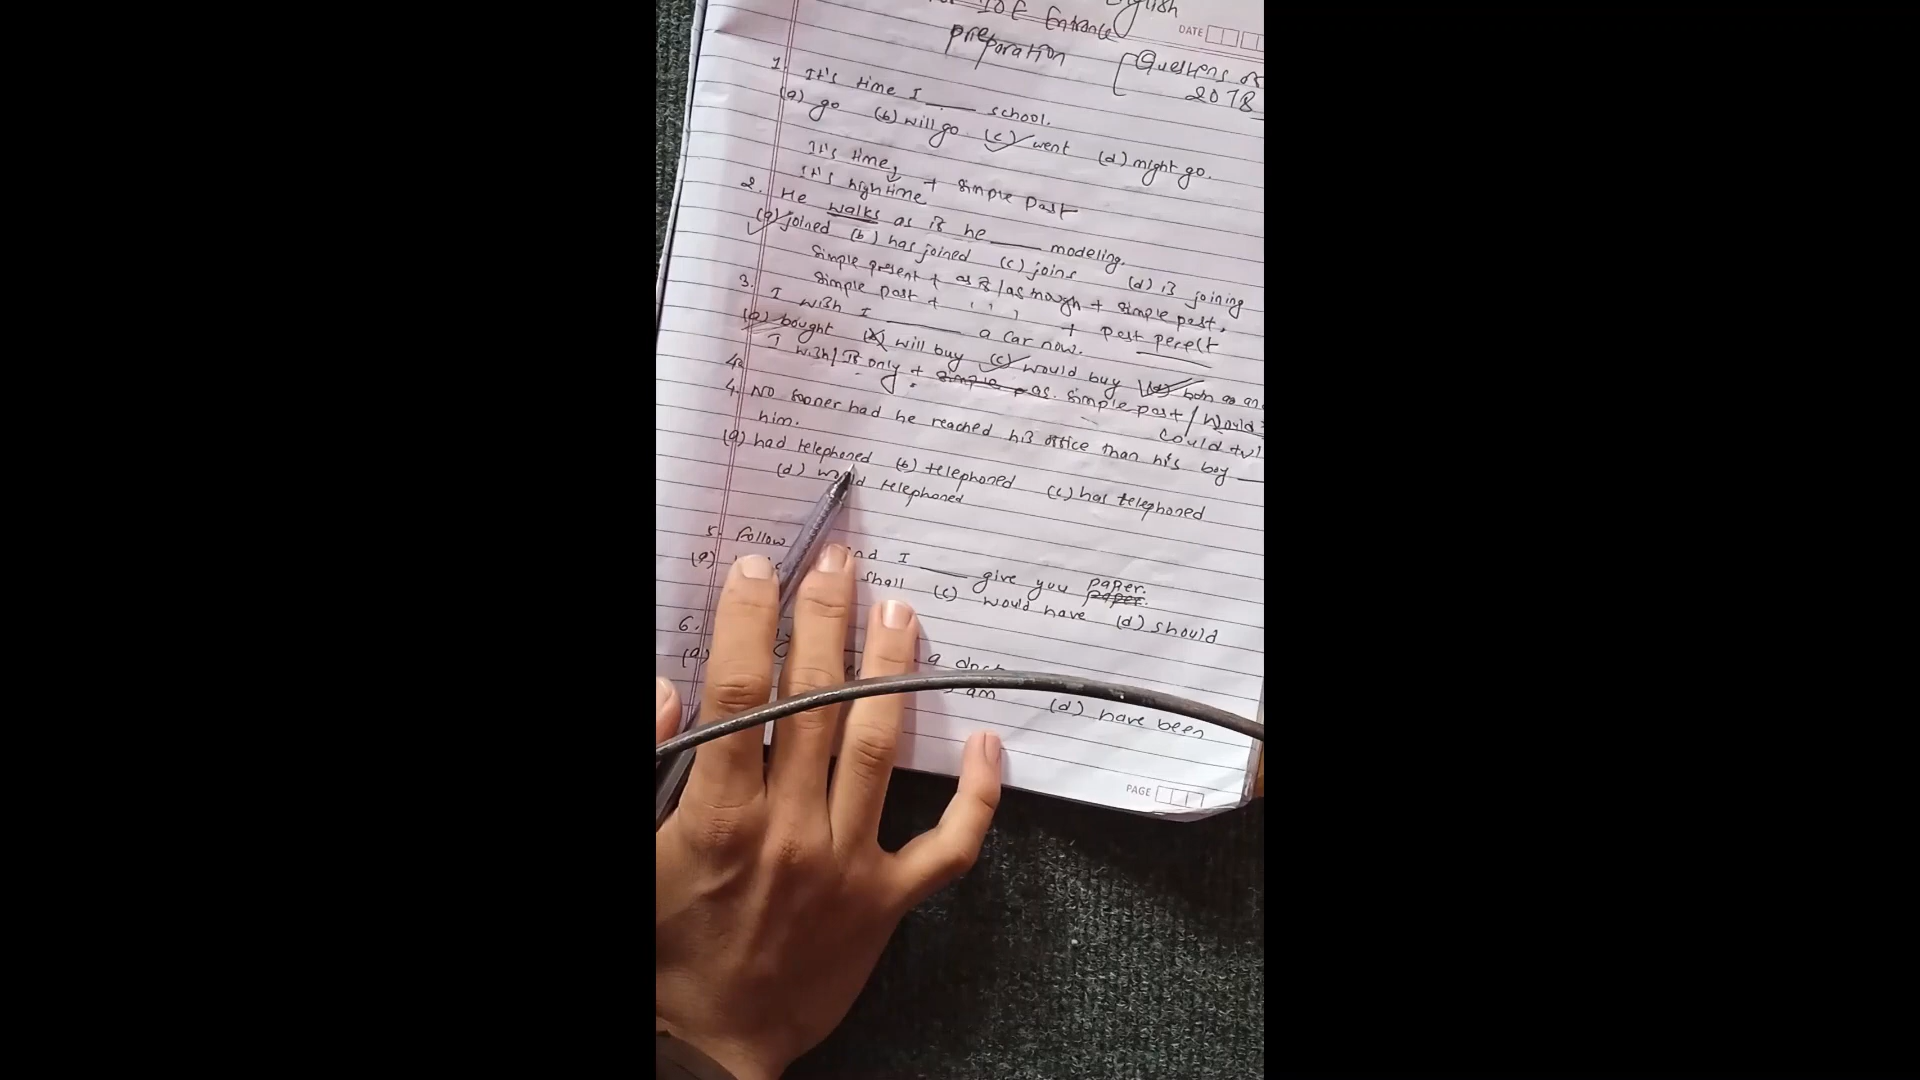 English
IOE Entrance
preparation
DATE
[Questions of
2078
1. It's time I ____ school.
(a) go (b) will go (c) went (d) might go.
It's time, + simple past
It's high time
2. He walks as if he ____ modeling.
(a) joined (b) has joined (c) joins (d) is joining
Simple present + as if / as though + simple past,
Simple past + , , , + past perfect
3. I wish I ____ a car now.
(a) bought (b) will buy (c) would buy (d) both a
I wish / If only + simple past / would
could +
4. No sooner had he reached his office than his boy ____
him.
(a) had telephoned (b) telephoned (c) has telephoned
(d) would telephoned
5. Follow and I ____ give you paper.
(a) shall (c) would have (d) should
6. a
(a) am (d) have been
PAGE